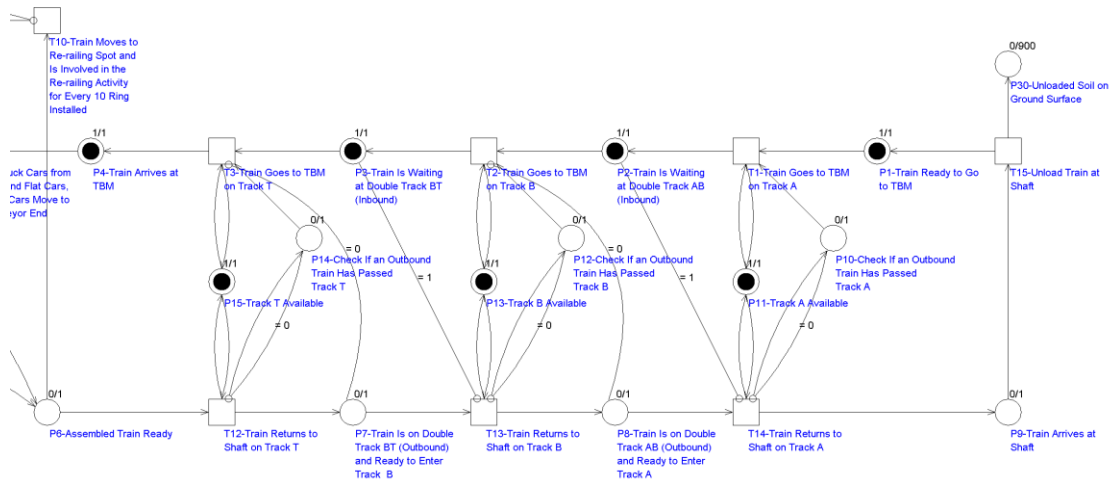 T10-Train Moves to
Re-railing Spot and
Is Involved in the
Re-railing Activity
for Every 10 Ring
Installed
0/900
P30-Unloaded Soil on
Ground Surface
1/1
P4-Train Arrives at
TBM
T3-Train Goes to TBM
on Track T
1/1
P3-Train Is Waiting
at Double Track BT
(Inbound)
T2-Train Goes to TBM
on Track B
1/1
P2-Train Is Waiting
at Double Track AB
(Inbound)
T1-Train Goes to TBM
on Track A
1/1
P1-Train Ready to Go
to TBM
T15-Unload Train at
Shaft
uck Cars from
nd Flat Cars,
Cars Move to
eyor End
0/1
P14-Check If an Outbound
Train Has Passed
Track T
= 0
= 1
0/1
P12-Check If an Outbound
Train Has Passed
Track B
= 0
= 1
0/1
P10-Check If an Outbound
Train Has Passed
Track A
1/1
P15-Track T Available
= 0
1/1
P13-Track B Available
= 0
1/1
P11-Track A Available
= 0
0/1
P6-Assembled Train Ready
T12-Train Returns to
Shaft on Track T
0/1
P7-Train Is on Double
Track BT (Outbound)
and Ready to Enter
Track B
T13-Train Returns to
Shaft on Track B
0/1
P8-Train Is on Double
Track AB (Outbound)
and Ready to Enter
Track A
T14-Train Returns to
Shaft on Track A
0/1
P9-Train Arrives at
Shaft